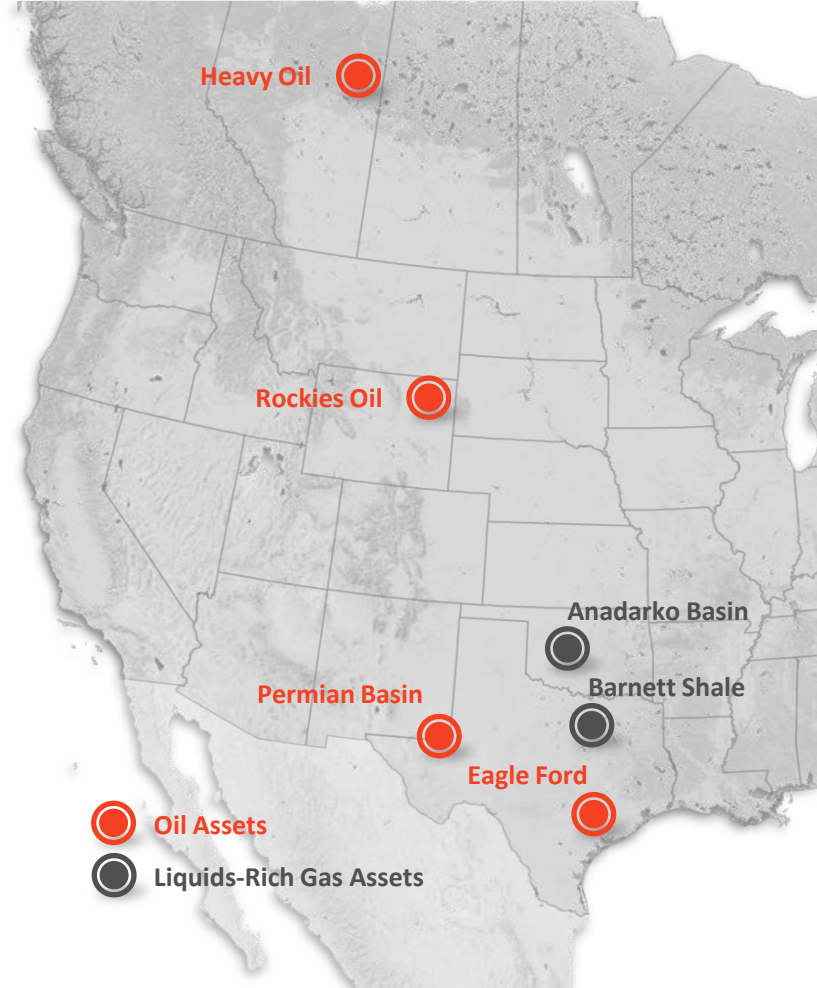 Heavy Oil
Rockies Oil
Anadarko Basin
Barnett Shale
Permian Basin
Eagle Ford
Oil Assets
Liquids-Rich Gas Assets